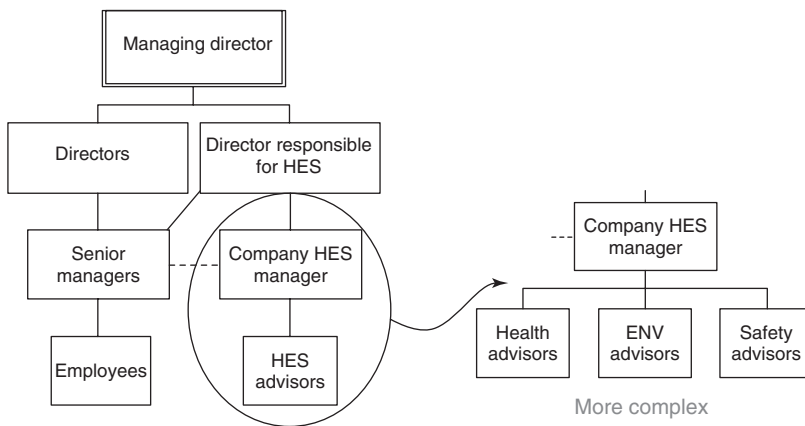 Managing director
Directors
Director responsible
for HES
Senior
managers
Company HES
manager
Employees
HES
advisors
Company HES
manager
Health
advisors
ENV
advisors
Safety
advisors
More complex